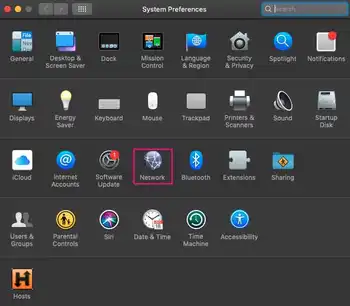 System Preferences
Search
General
Desktop &
Screen Saver
Dock
Mission
Control
Language
& Region
Security
& Privacy
Spotlight
Notifications
Displays
Energy
Saver
Keyboard
Mouse
Trackpad
Printers &
Scanners
Sound
Startup
Disk
iCloud
Internet
Accounts
Software
Update
Network
Bluetooth
Extensions
Sharing
Users &
Groups
Parental
Controls
Siri
Date & Time
Time
Machine
Accessibility
Hosts